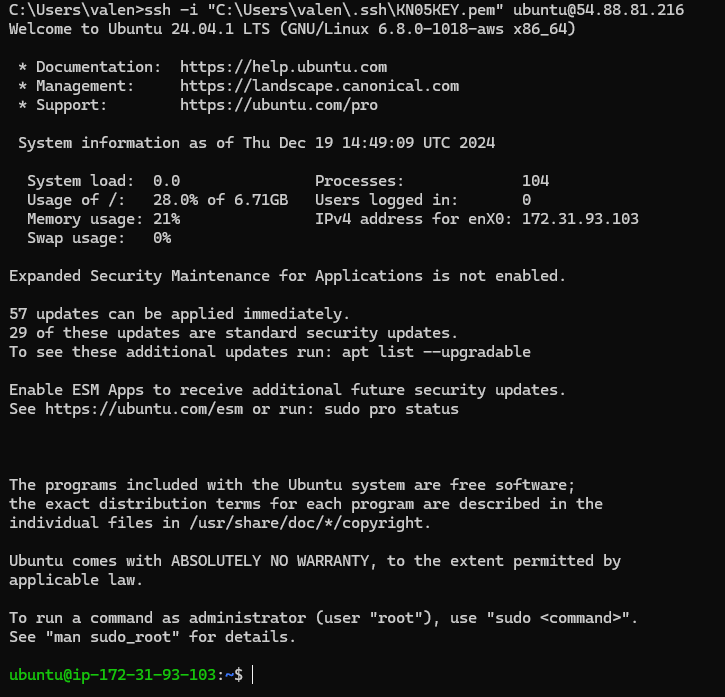 C:\Users\valen>ssh -i "C:\Users\valen\.ssh\KN05KEY.pem" ubuntu@54.88.81.216
Welcome to Ubuntu 24.04.1 LTS (GNU/Linux 6.8.0-1018-aws x86_64)
 * Documentation:  https://help.ubuntu.com
 * Management:     https://landscape.canonical.com
 * Support:        https://ubuntu.com/pro
 System information as of Thu Dec 19 14:49:09 UTC 2024
  System load:  0.0               Processes:             104
  Usage of /:   28.0% of 6.71GB   Users logged in:       0
  Memory usage: 21%               IPv4 address for enX0: 172.31.93.103
  Swap usage:   0%
Expanded Security Maintenance for Applications is not enabled.
57 updates can be applied immediately.
29 of these updates are standard security updates.
To see these additional updates run: apt list --upgradable
Enable ESM Apps to receive additional future security updates.
See https://ubuntu.com/esm or run: sudo pro status
The programs included with the Ubuntu system are free software;
the exact distribution terms for each program are described in the
individual files in /usr/share/doc/*/copyright.
Ubuntu comes with ABSOLUTELY NO WARRANTY, to the extent permitted by
applicable law.
To run a command as administrator (user "root"), use "sudo <command>".
See "man sudo_root" for details.
ubuntu@ip-172-31-93-103:~$